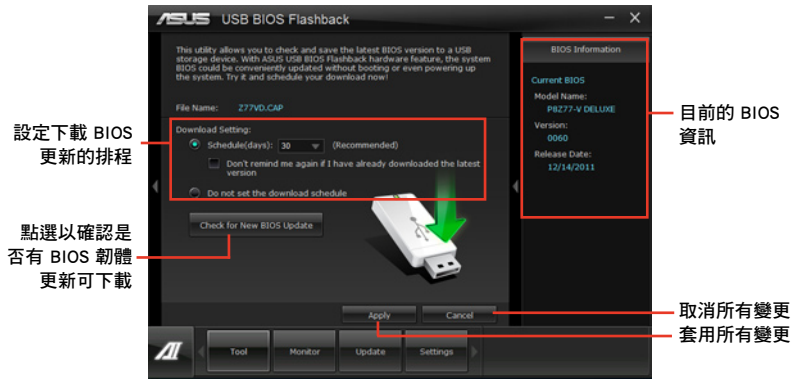 ASUS USB BIOS Flashback
This utility allows you to check and save the latest BIOS version to a USB
storage device. With ASUS USB BIOS Flashback hardware feature, the system
BIOS could be conveniently updated without booting or even powering up
the system. Try it and schedule your download now!
File Name: Z77VD.CAP
Download Setting:
Schedule(days): 30 (Recommended)
Don't remind me again if I have already downloaded the latest
version
Do not set the download schedule
Check for New BIOS Update
Apply Cancel
Tool Monitor Update Settings
BIOS Information
Current BIOS
Model Name:
P8Z77-V DELUXE
Version:
0060
Release Date:
12/14/2011
設定下載 BIOS
更新的排程
點選以確認是
否有 BIOS 韌體
更新可下載
目前的 BIOS
資訊
取消所有變更
套用所有變更